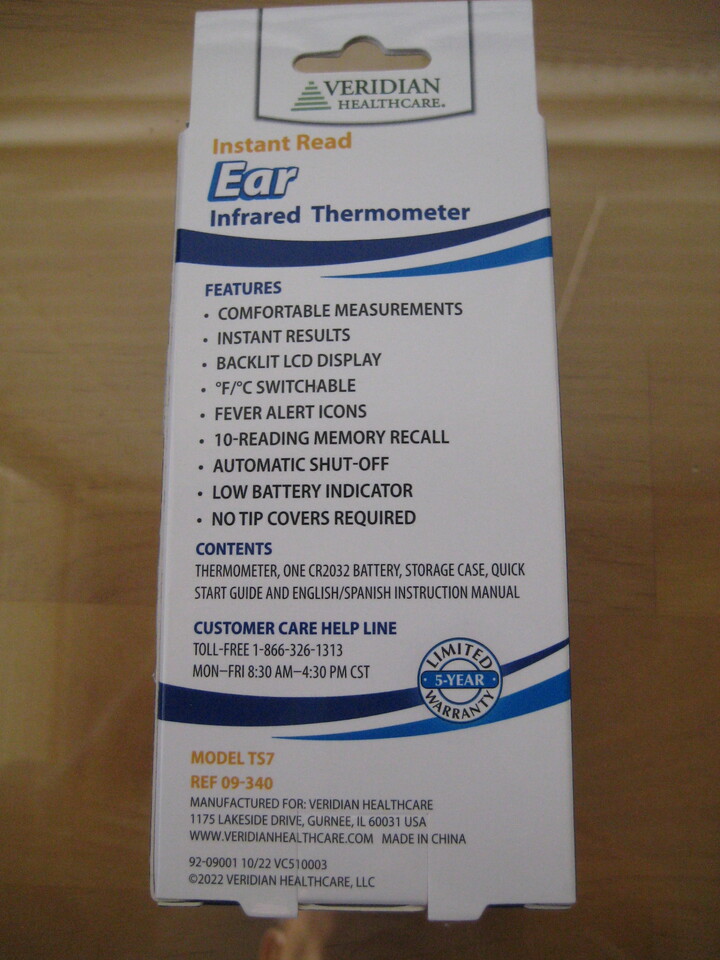 VERIDIAN
HEALTHCARE®
Instant Read
Ear
Infrared Thermometer
FEATURES
• COMFORTABLE MEASUREMENTS
• INSTANT RESULTS
• BACKLIT LCD DISPLAY
• °F/°C SWITCHABLE
• FEVER ALERT ICONS
• 10-READING MEMORY RECALL
• AUTOMATIC SHUT-OFF
• LOW BATTERY INDICATOR
• NO TIP COVERS REQUIRED
CONTENTS
THERMOMETER, ONE CR2032 BATTERY, STORAGE CASE, QUICK
START GUIDE AND ENGLISH/SPANISH INSTRUCTION MANUAL
CUSTOMER CARE HELP LINE
TOLL-FREE 1-866-326-1313
MON–FRI 8:30 AM–4:30 PM CST
LIMITED
5-YEAR
WARRANTY
MODEL TS7
REF 09-340
MANUFACTURED FOR: VERIDIAN HEALTHCARE
1175 LAKESIDE DRIVE, GURNEE, IL 60031 USA
WWW.VERIDIANHEALTHCARE.COM MADE IN CHINA
92-09001 10/22 VC510003
©2022 VERIDIAN HEALTHCARE, LLC